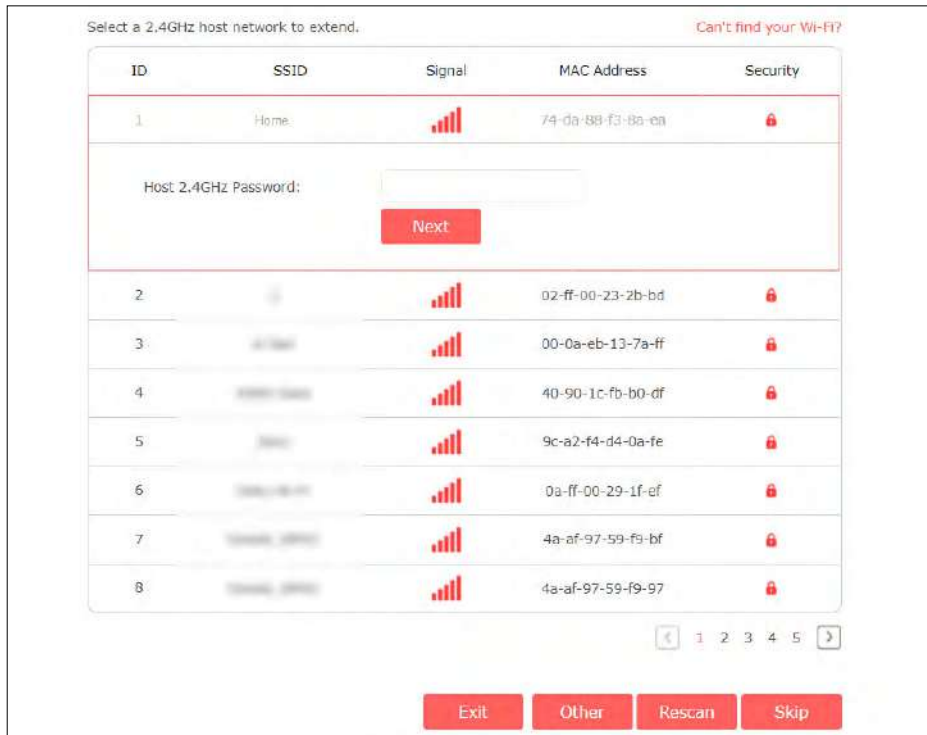 Select a 2.4GHz host network to extend. Can't find your Wi-Fi?
ID SSID Signal MAC Address Security
1 Home 74-da-88-f3-8a-ea
Host 2.4GHz Password:
Next
2 02-ff-00-23-2b-bd
3 00-0a-eb-13-7a-ff
4 40-90-1c-fb-b0-df
5 9c-a2-f4-d4-0a-fe
6 0a-ff-00-29-1f-ef
7 4a-af-97-59-f9-bf
8 4a-af-97-59-f9-97
< 1 2 3 4 5 >
Exit Other Rescan Skip